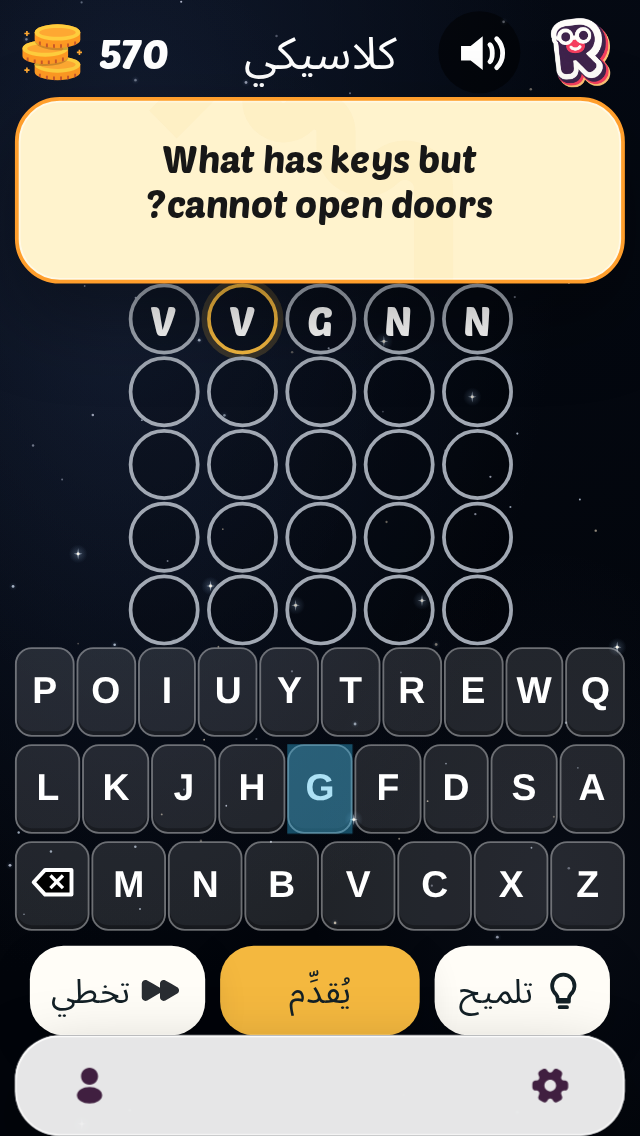 570 كلاسيكي
What has keys but
?cannot open doors
V V G N N
P O I U Y T R E W Q
L K J H G F D S A
M N B V C X Z
تخطي يُقدِّم تلميح